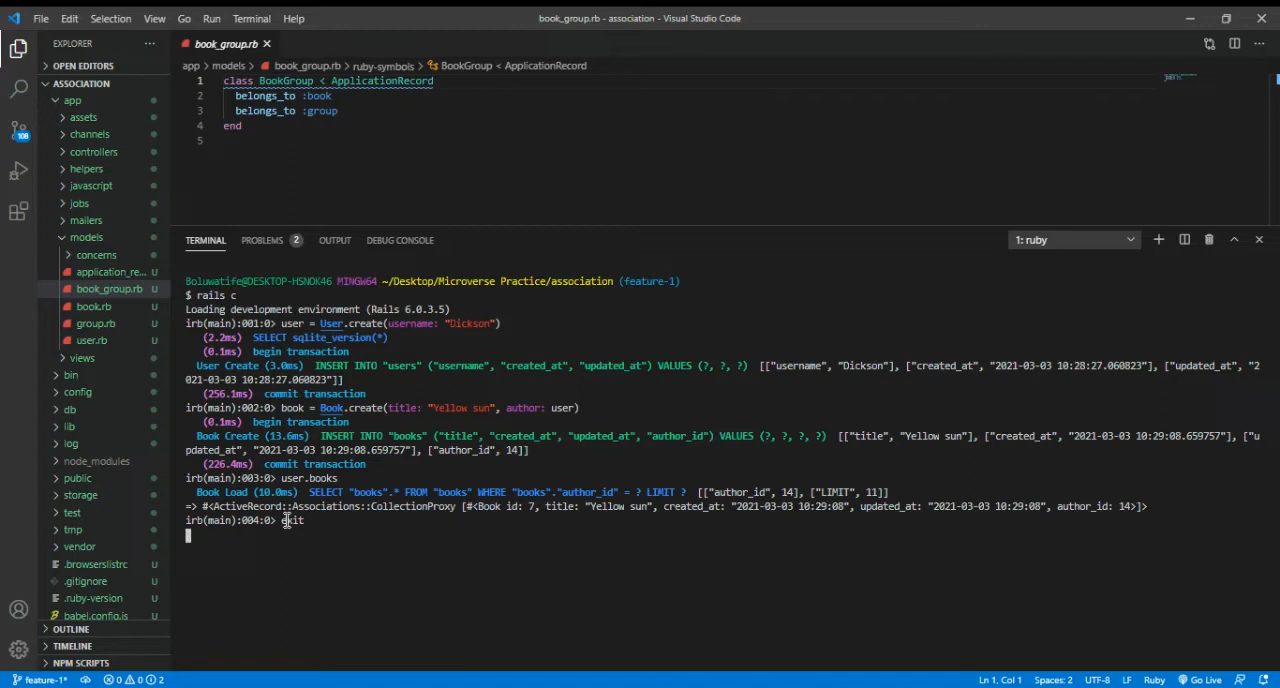 File Edit Selection View Go Run Terminal Help
book_group.rb - association - Visual Studio Code
EXPLORER
OPEN EDITORS
ASSOCIATION
app
assets
channels
controllers
helpers
javascript
jobs
mailers
models
concerns
application_re... U
book_group.rb U
book.rb U
group.rb U
user.rb U
views
bin
config
db
lib
log
node_modules
public
storage
test
tmp
vendor
.browserslistrc U
.gitignore U
.ruby-version U
babel.config.js U
OUTLINE
TIMELINE
NPM SCRIPTS
108
book_group.rb
app > models > book_group.rb > ruby-symbols > BookGroup < ApplicationRecord
1 class BookGroup < ApplicationRecord
2 belongs_to :book
3 belongs_to :group
4 end
5
TERMINAL PROBLEMS 2 OUTPUT DEBUG CONSOLE
1: ruby
Boluwatife@DESKTOP-HSNOK46 MINGW64 ~/Desktop/Microverse Practice/association (feature-1)
$ rails c
Loading development environment (Rails 6.0.3.5)
irb(main):001:0> user = User.create(username: "Dickson")
(2.2ms) SELECT sqlite_version(*)
(0.1ms) begin transaction
User Create (3.0ms) INSERT INTO "users" ("username", "created_at", "updated_at") VALUES (?, ?, ?) [["username", "Dickson"], ["created_at", "2021-03-03 10:28:27.060823"], ["updated_at", "2
021-03-03 10:28:27.060823"]]
(256.1ms) commit transaction
irb(main):002:0> book = Book.create(title: "Yellow sun", author: user)
(0.1ms) begin transaction
Book Create (13.6ms) INSERT INTO "books" ("title", "created_at", "updated_at", "author_id") VALUES (?, ?, ?, ?) [["title", "Yellow sun"], ["created_at", "2021-03-03 10:29:08.659757"], ["u
pdated_at", "2021-03-03 10:29:08.659757"], ["author_id", 14]]
(226.4ms) commit transaction
irb(main):003:0> user.books
Book Load (10.0ms) SELECT "books".* FROM "books" WHERE "books"."author_id" = ? LIMIT ? [["author_id", 14], ["LIMIT", 11]]
=> #<ActiveRecord::Associations::CollectionProxy [#<Book id: 7, title: "Yellow sun", created_at: "2021-03-03 10:29:08", updated_at: "2021-03-03 10:29:08", author_id: 14>]>
irb(main):004:0> exit
feature-1* 0 0 2
Ln 1, Col 1 Spaces: 2 UTF-8 LF Ruby Go Live